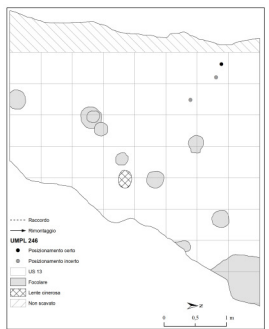 Raccordo
Rimontaggio
UMPL 246
Posizionamento certo
Posizionamento incerto
US 13
Focolare
Lente cinerosa
Non scavato
N
0 0,5 1 m